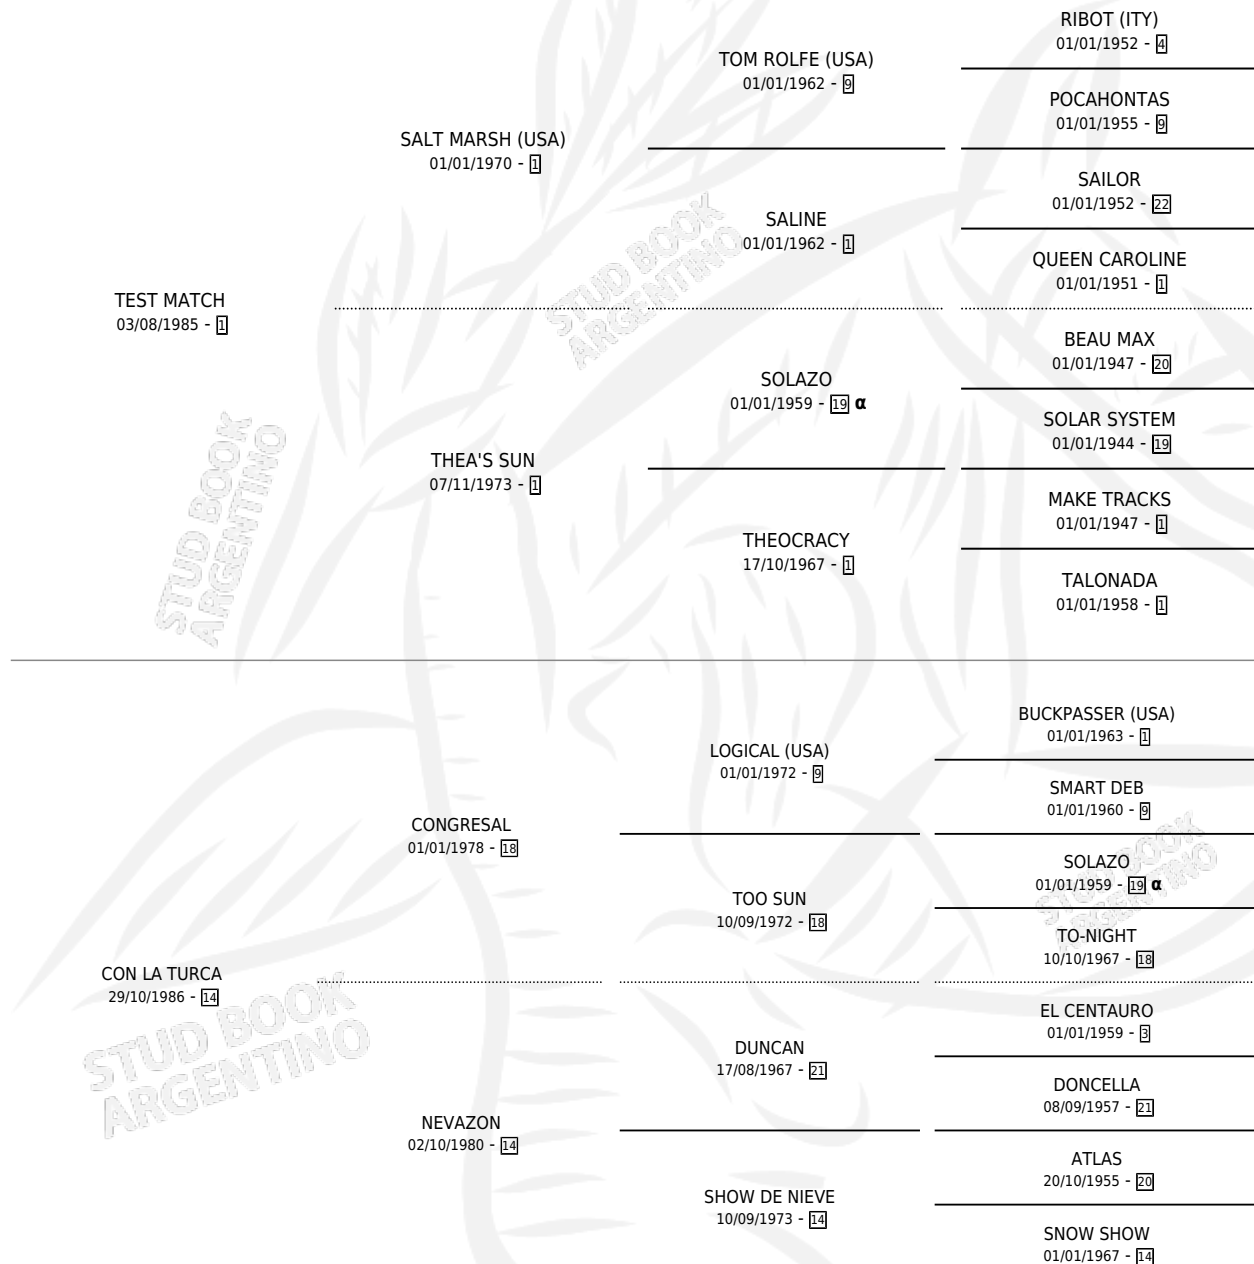 RIBOT (ITY)
01/01/1952 - 4
TOM ROLFE (USA)
01/01/1962 - 9
POCAHONTAS
01/01/1955 - 9
SALT MARSH (USA)
01/01/1970 - 1
SAILOR
01/01/1952 - 22
SALINE
01/01/1962 - 1
QUEEN CAROLINE
01/01/1951 - 1
STUD BOOK
ARGENTINO
TEST MATCH
03/08/1985 - 1
BEAU MAX
01/01/1947 - 20
SOLAZO
01/01/1959 - 19 α
SOLAR SYSTEM
01/01/1944 - 19
THEA'S SUN
07/11/1973 - 1
MAKE TRACKS
01/01/1947 - 1
STUD BOOK
ARGENTINO
THEOCRACY
17/10/1967 - 1
TALONADA
01/01/1958 - 1
BUCKPASSER (USA)
01/01/1963 - 1
LOGICAL (USA)
01/01/1972 - 9
SMART DEB
01/01/1960 - 9
CONGRESAL
01/01/1978 - 18
SOLAZO
01/01/1959 - 19 α
STUD BOOK
ARGENTINO
TOO SUN
10/09/1972 - 18
TO-NIGHT
10/10/1967 - 18
CON LA TURCA
29/10/1986 - 14
STUD BOOK
ARGENTINO
EL CENTAURO
01/01/1959 - 3
DUNCAN
17/08/1967 - 21
DONCELLA
08/09/1957 - 21
NEVAZON
02/10/1980 - 14
ATLAS
20/10/1955 - 20
SHOW DE NIEVE
10/09/1973 - 14
SNOW SHOW
01/01/1967 - 14